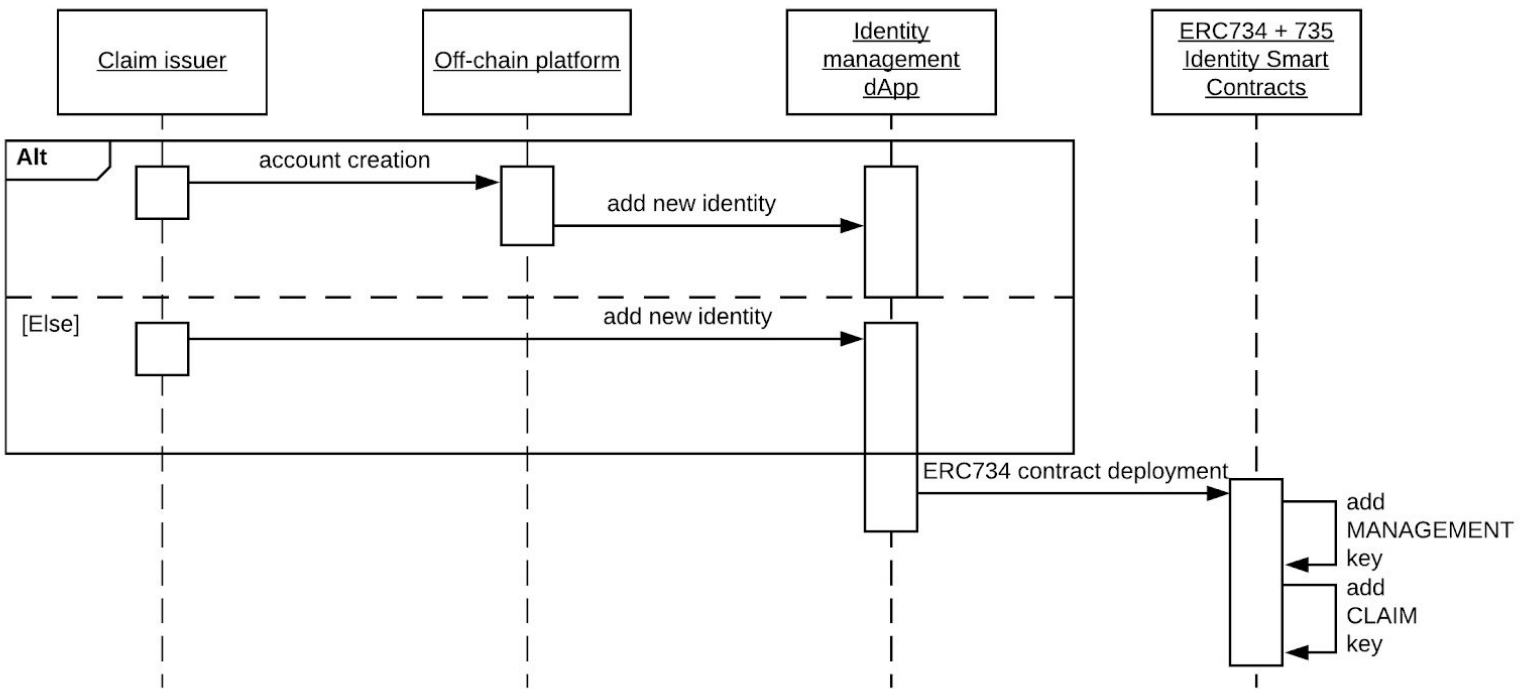 Claim issuer
Off-chain platform
Identity
management
dApp
ERC734 + 735
Identity Smart
Contracts
Alt
account creation
add new identity
[Else]
add new identity
ERC734 contract deployment
add
MANAGEMENT
key
add
CLAIM
key